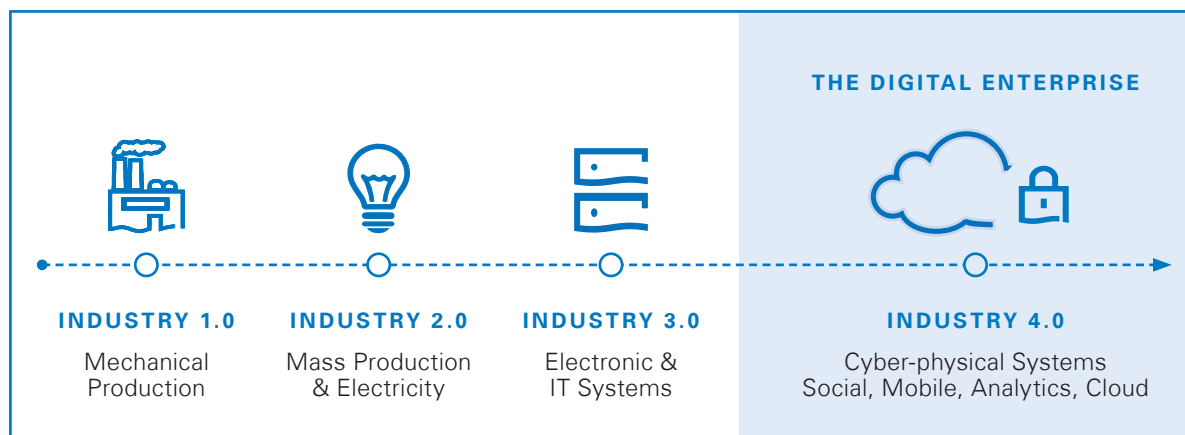 THE DIGITAL ENTERPRISE
INDUSTRY 1.0
Mechanical
Production
INDUSTRY 2.0
Mass Production
& Electricity
INDUSTRY 3.0
Electronic &
IT Systems
INDUSTRY 4.0
Cyber-physical Systems
Social, Mobile, Analytics, Cloud